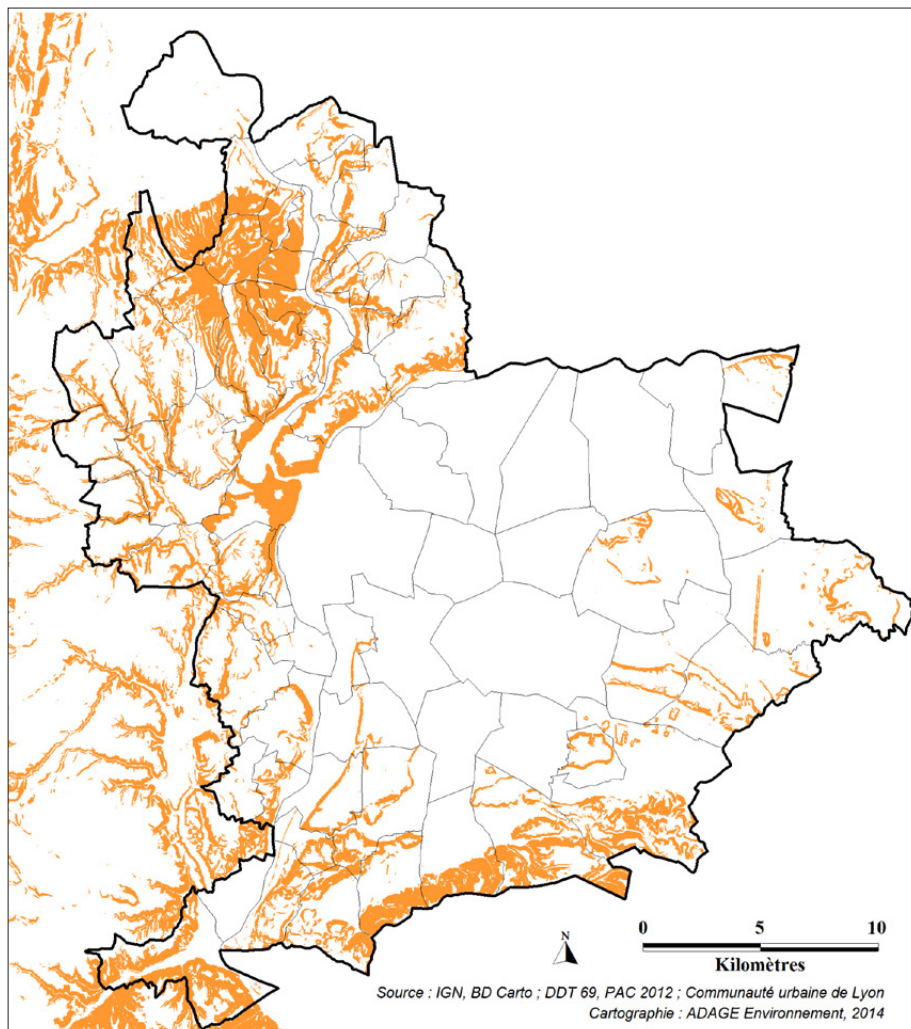 N
0 5 10
Kilomètres
Source : IGN, BD Carto ; DDT 69, PAC 2012 ; Communauté urbaine de Lyon
Cartographie : ADAGE Environnement, 2014